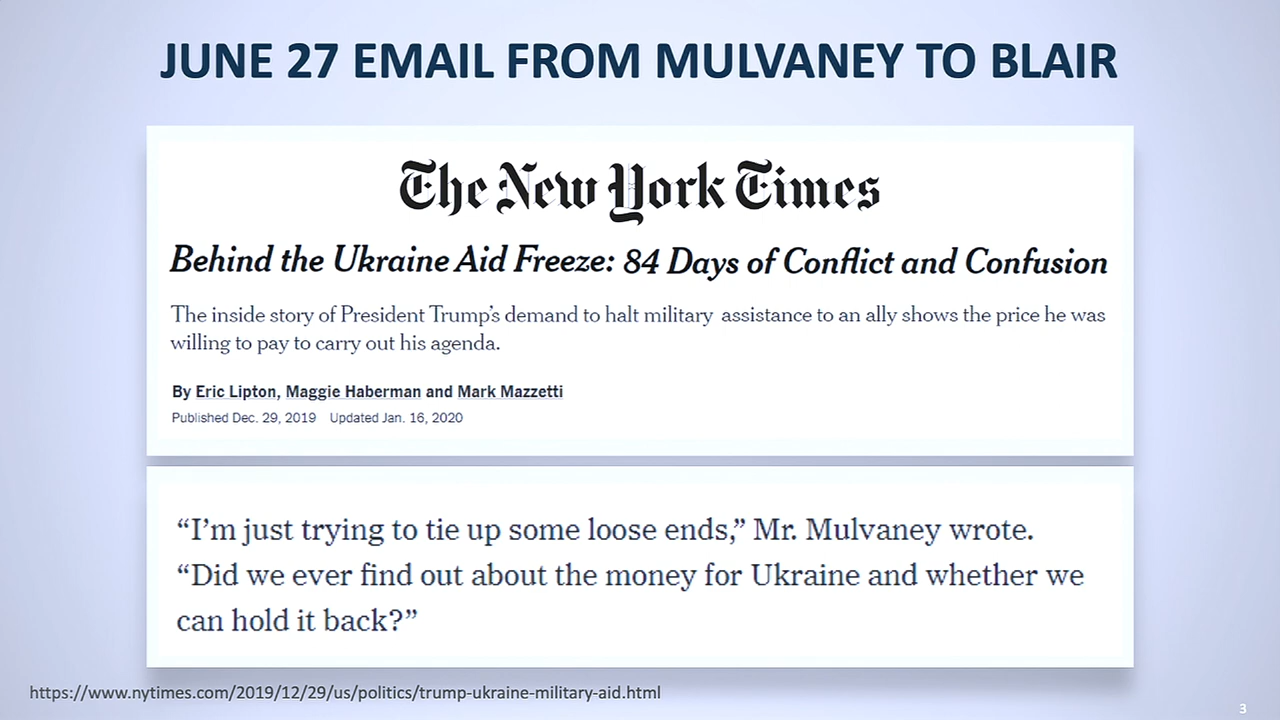 JUNE 27 EMAIL FROM MULVANEY TO BLAIR
The New York Times
Behind the Ukraine Aid Freeze: 84 Days of Conflict and Confusion
The inside story of President Trump’s demand to halt military assistance to an ally shows the price he was
willing to pay to carry out his agenda.
By Eric Lipton, Maggie Haberman and Mark Mazzetti
Published Dec. 29, 2019 Updated Jan. 16, 2020
“I’m just trying to tie up some loose ends,” Mr. Mulvaney wrote.
“Did we ever find out about the money for Ukraine and whether we
can hold it back?”
https://www.nytimes.com/2019/12/29/us/politics/trump-ukraine-military-aid.html
3